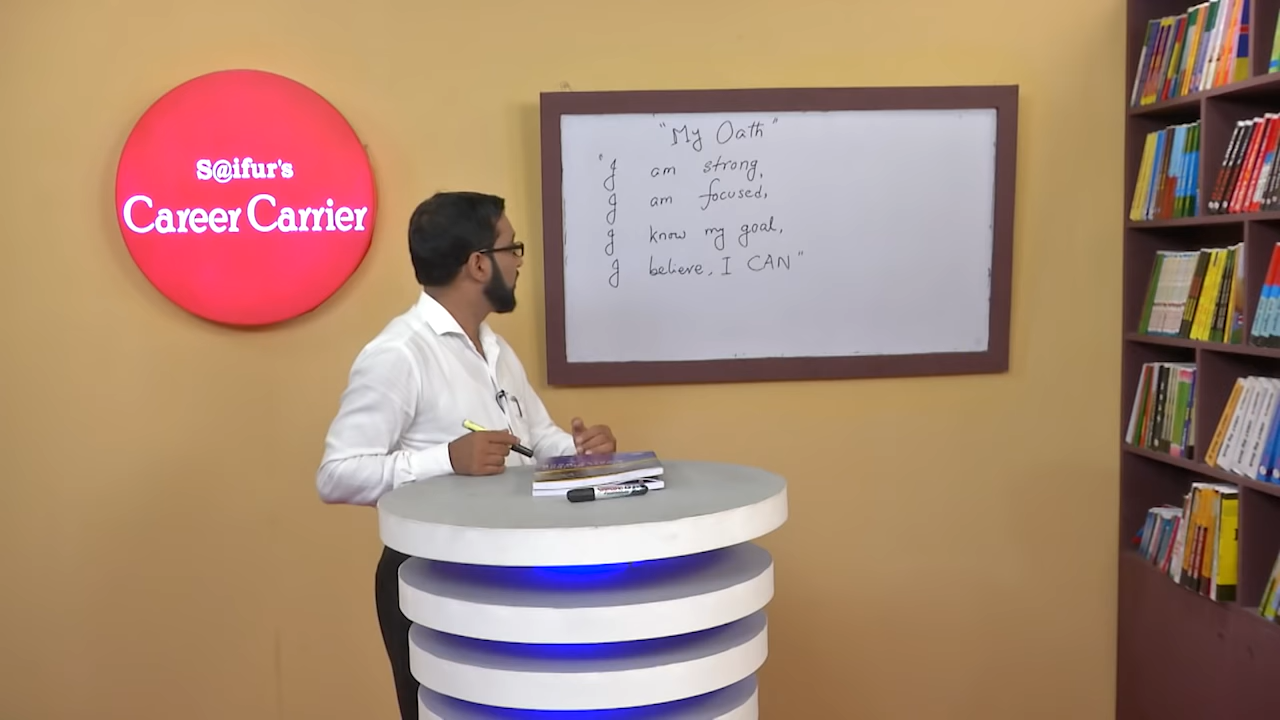 S@ifur's
Career Carrier
"My Oath"
"I am strong,
I am focused,
I know my goal,
I believe, I CAN"